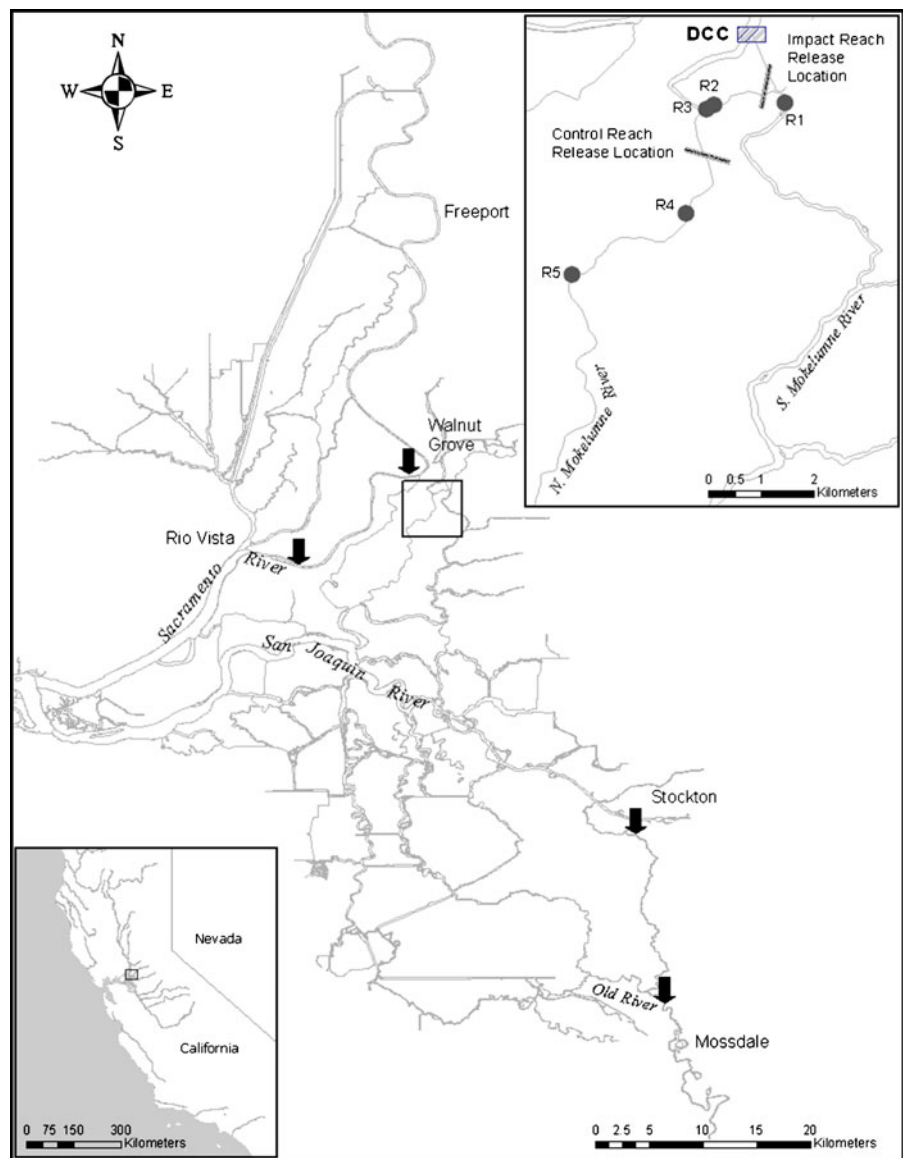 N
W E
S
Freeport
Walnut
Grove
Rio Vista
Sacramento
River
San Joaquin River
Stockton
Old River
Mossdale
0 2.5 5 10 15 20
Kilometers
DCC
Impact Reach
Release
Location
R2
R3
R1
Control Reach
Release Location
R4
R5
N. Mokelumne River
S. Mokelumne River
0 0.5 1 2
Kilometers
Nevada
California
0 75 150 300
Kilometers